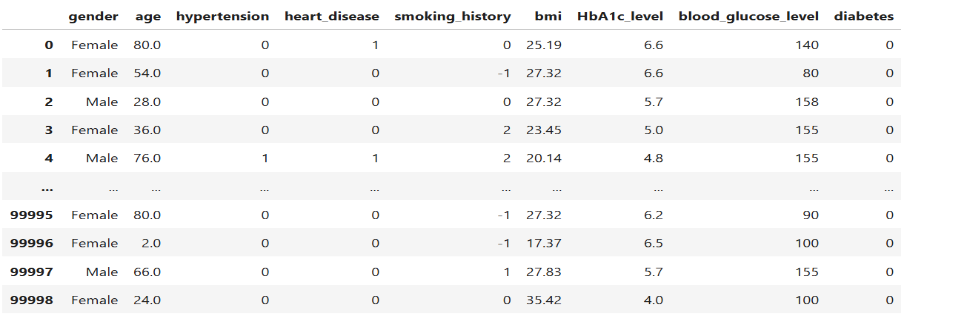 gender age hypertension heart_disease smoking_history bmi HbA1c_level blood_glucose_level diabetes
0 Female 80.0 0 1 0 25.19 6.6 140 0
1 Female 54.0 0 0 -1 27.32 6.6 80 0
2 Male 28.0 0 0 0 27.32 5.7 158 0
3 Female 36.0 0 0 2 23.45 5.0 155 0
4 Male 76.0 1 1 2 20.14 4.8 155 0
... ... ... ... ... ... ... ... ... ...
99995 Female 80.0 0 0 -1 27.32 6.2 90 0
99996 Female 2.0 0 0 -1 17.37 6.5 100 0
99997 Male 66.0 0 0 1 27.83 5.7 155 0
99998 Female 24.0 0 0 0 35.42 4.0 100 0